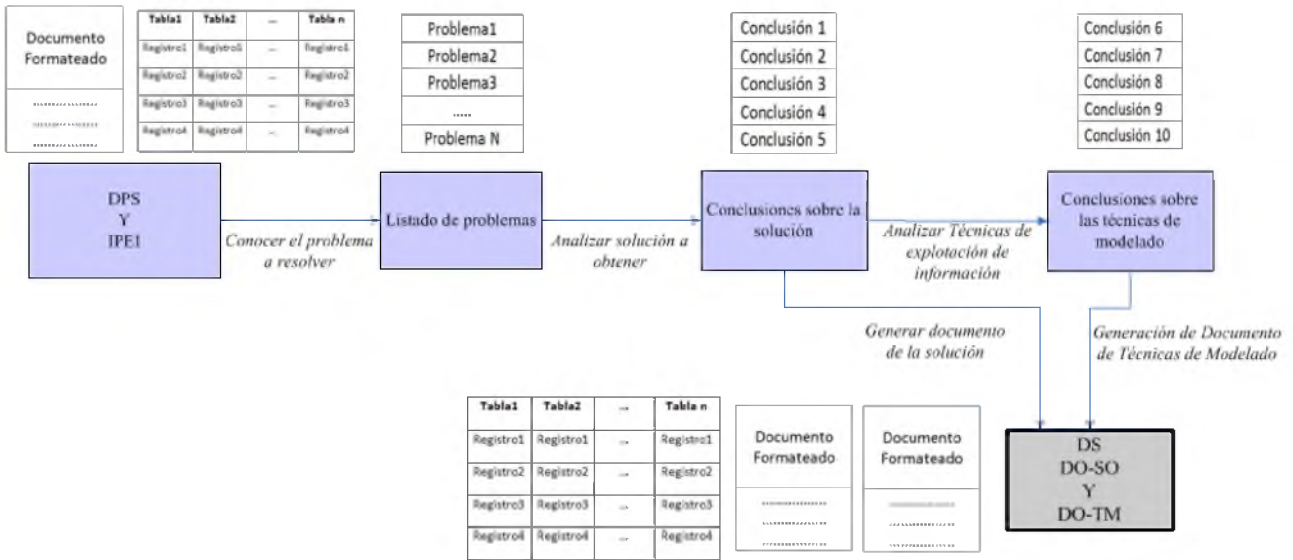 Documento
Formateado
Tabla1 Tabla2 ... Tabla n
Registro1 Registro1 ... Registro1
Registro2 Registro2 ... Registro2
Registro3 Registro3 ... Registro3
Registro4 Registro4 ... Registro4
Problema1
Problema2
Problema3
.....
Problema N
Conclusión 1
Conclusión 2
Conclusión 3
Conclusión 4
Conclusión 5
Conclusión 6
Conclusión 7
Conclusión 8
Conclusión 9
Conclusión 10
DPS
Y
IPE1
Conocer el problema
a resolver
Listado de problemas
Analizar solución a
obtener
Conclusiones sobre la
solución
Analizar Técnicas de
explotación de
información
Conclusiones sobre
las técnicas de
modelado
Generar documento
de la solución
Generación de Documento
de Técnicas de Modelado
Tabla1 Tabla2 ... Tabla n
Registro1 Registro1 ... Registro1
Registro2 Registro2 ... Registro2
Registro3 Registro3 ... Registro3
Registro4 Registro4 ... Registro4
Documento
Formateado
Documento
Formateado
DS
DO-SO
Y
DO-TM